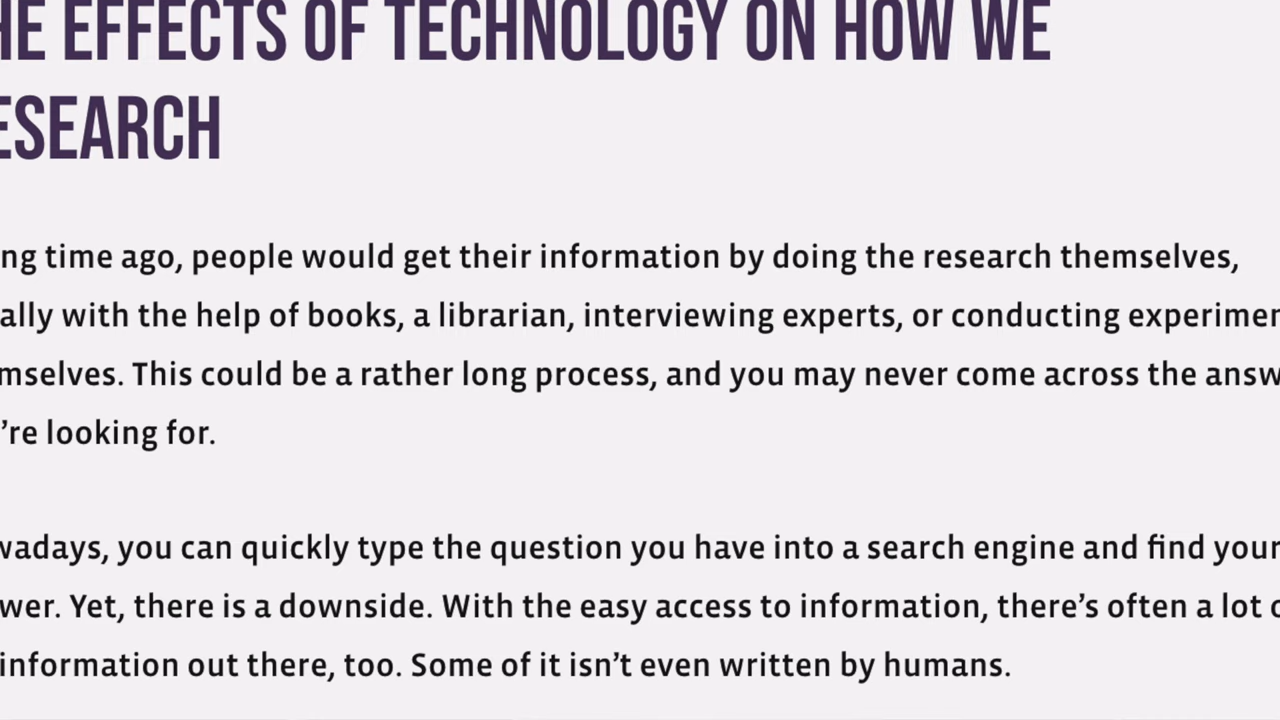 HE EFFECTS OF TECHNOLOGY ON HOW WE
ESEARCH
ng time ago, people would get their information by doing the research themselves,
ally with the help of books, a librarian, interviewing experts, or conducting experimen
mselves. This could be a rather long process, and you may never come across the answ
’re looking for.
wadays, you can quickly type the question you have into a search engine and find your
wer. Yet, there is a downside. With the easy access to information, there’s often a lot o
information out there, too. Some of it isn’t even written by humans.